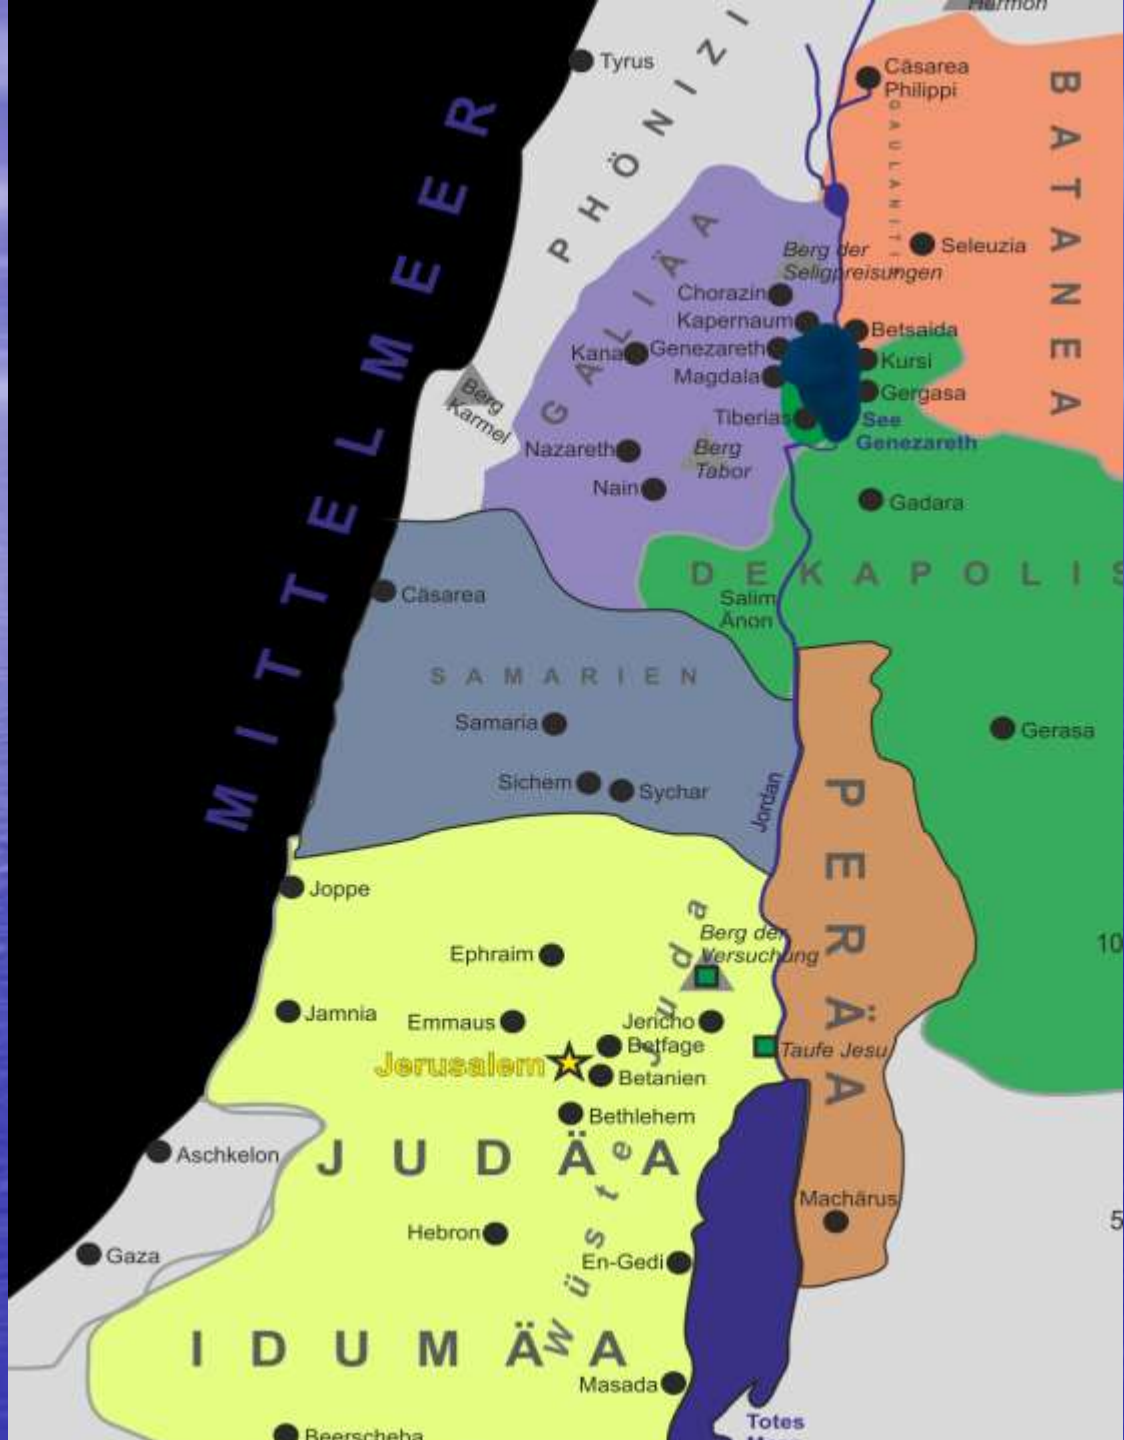 Hermon
Tyrus
PHÖNIZI
Cäsarea
Philippi
BATANEA
MITTELMEER
GALILÄA
Berg der
Seligpreisungen
Seleuzia
Chorazin
Kapernaum
Betsaida
Kana
Genezareth
Kursi
Magdala
Gergasa
Berg
Karmel
Tiberias
See
Genezareth
Nazareth
Berg
Tabor
Nain
Gadara
DEKAPOLIS
Cäsarea
Salim
Änon
SAMARIEN
Samaria
Gerasa
Sichem
Sychar
Jordan
PERÄA
Joppe
Ephraim
Berg der
Versuchung
10
Jamnia
Emmaus
Jericho
Betfage
Taufe Jesu
Jerusalem
Betanien
Bethlehem
Aschkelon
JUDÄA
Wüste Juda
Machärus
5
Hebron
Gaza
En-Gedi
IDUMÄA
Masada
Totes
Beerscheba